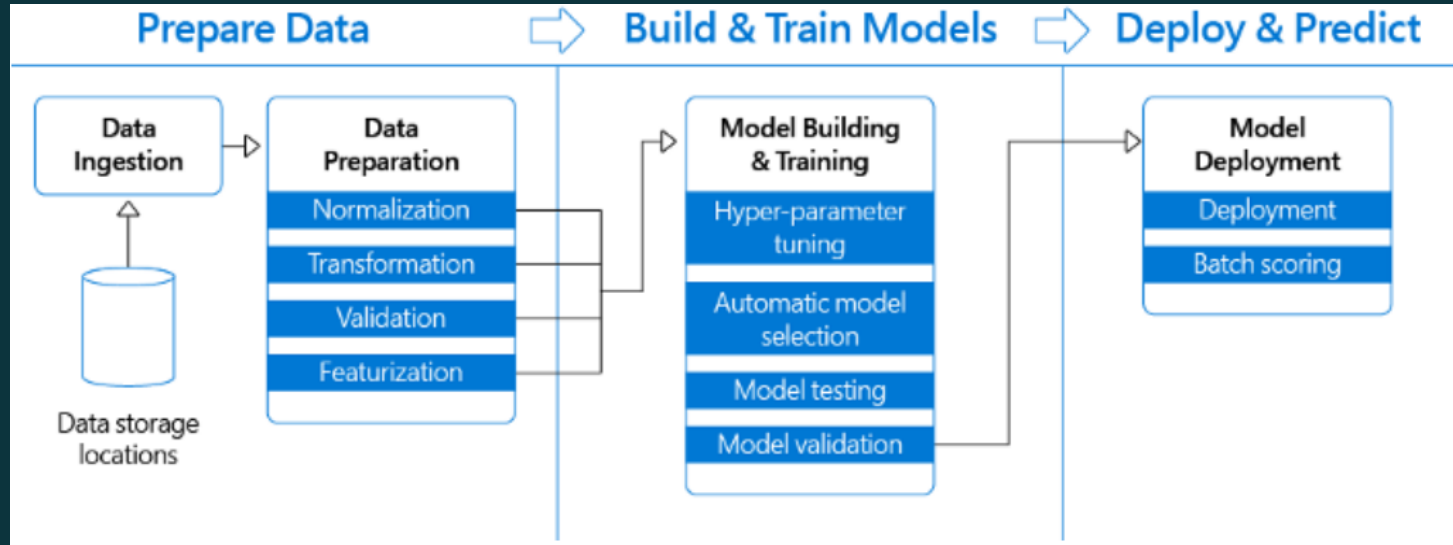 Prepare Data
Build & Train Models
Deploy & Predict
Data
Ingestion
Data storage
locations
Data
Preparation
Normalization
Transformation
Validation
Featurization
Model Building
& Training
Hyper-parameter
tuning
Automatic model
selection
Model testing
Model validation
Model
Deployment
Deployment
Batch scoring